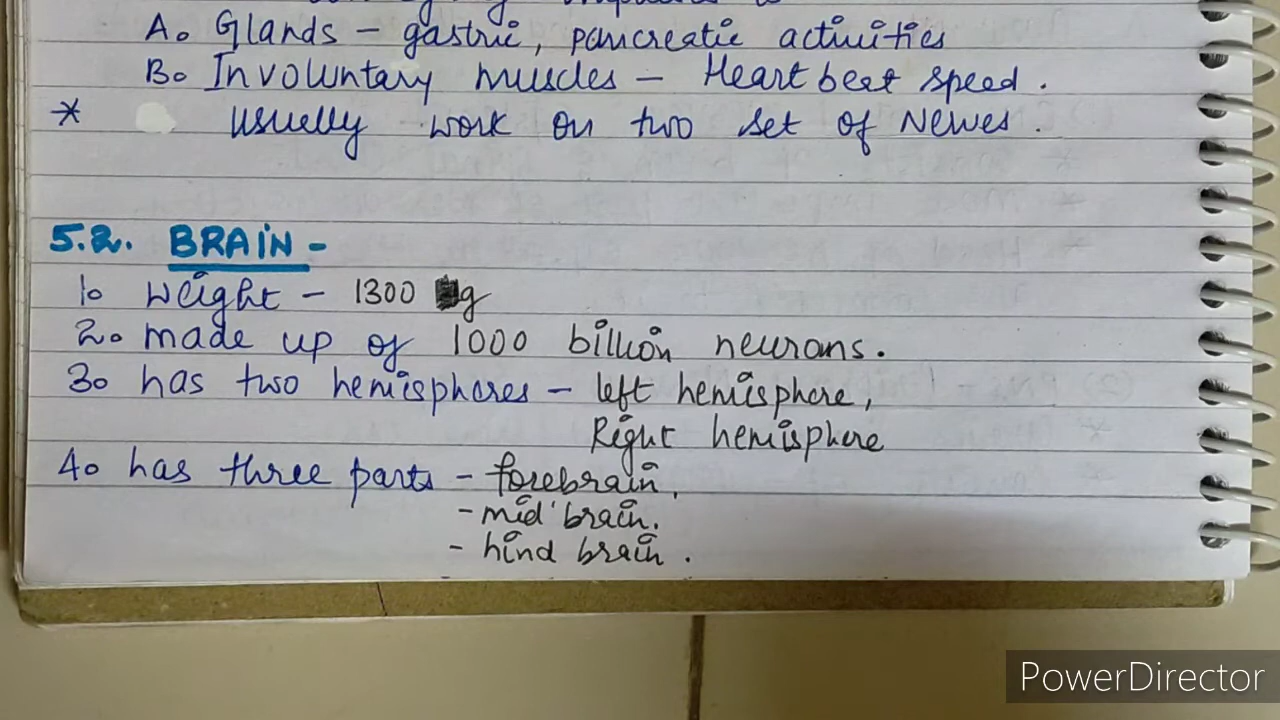 A. Glands - gastric, pancreatic activities
B. Involuntary muscles - Heart beat speed.
* usually work on two set of Nerves.
5.2. BRAIN -
1. weight - 1300 g
2. made up of 1000 billion neurons.
3. has two hemispheres - left hemisphere,
Right hemisphere
4. has three parts - forebrain,
- mid brain.
- hind brain.
PowerDirector